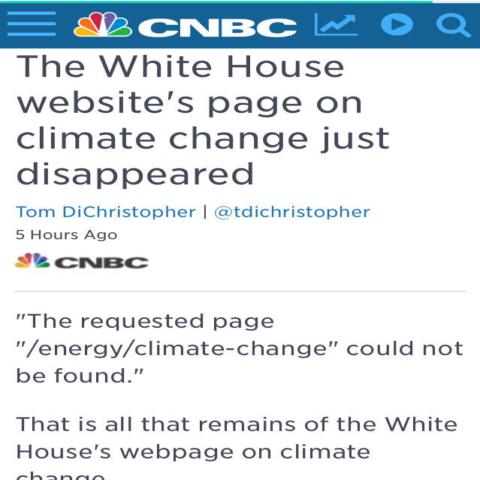 CNBC
The White House
website's page on
climate change just
disappeared
Tom DiChristopher | @tdichristopher
5 Hours Ago
CNBC
"The requested page
"/energy/climate-change" could not
be found."
That is all that remains of the White
House's webpage on climate
change